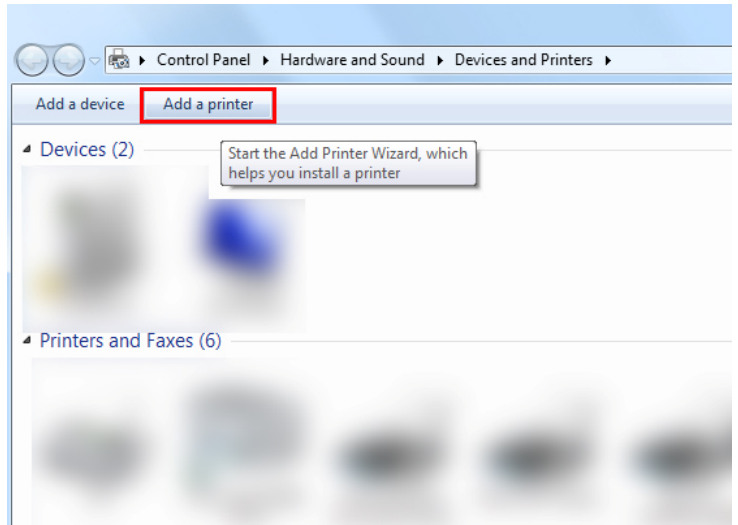 Control Panel Hardware and Sound Devices and Printers
Add a device Add a printer
Devices (2)
Start the Add Printer Wizard, which
helps you install a printer
Printers and Faxes (6)